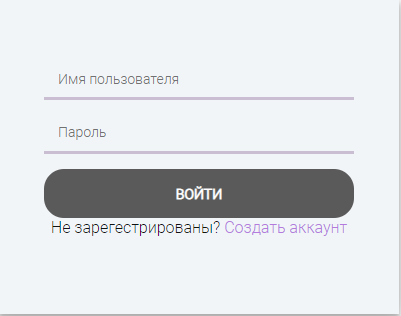 Имя пользователя
Пароль
ВОЙТИ
Не зарегестрированы? Создать аккаунт